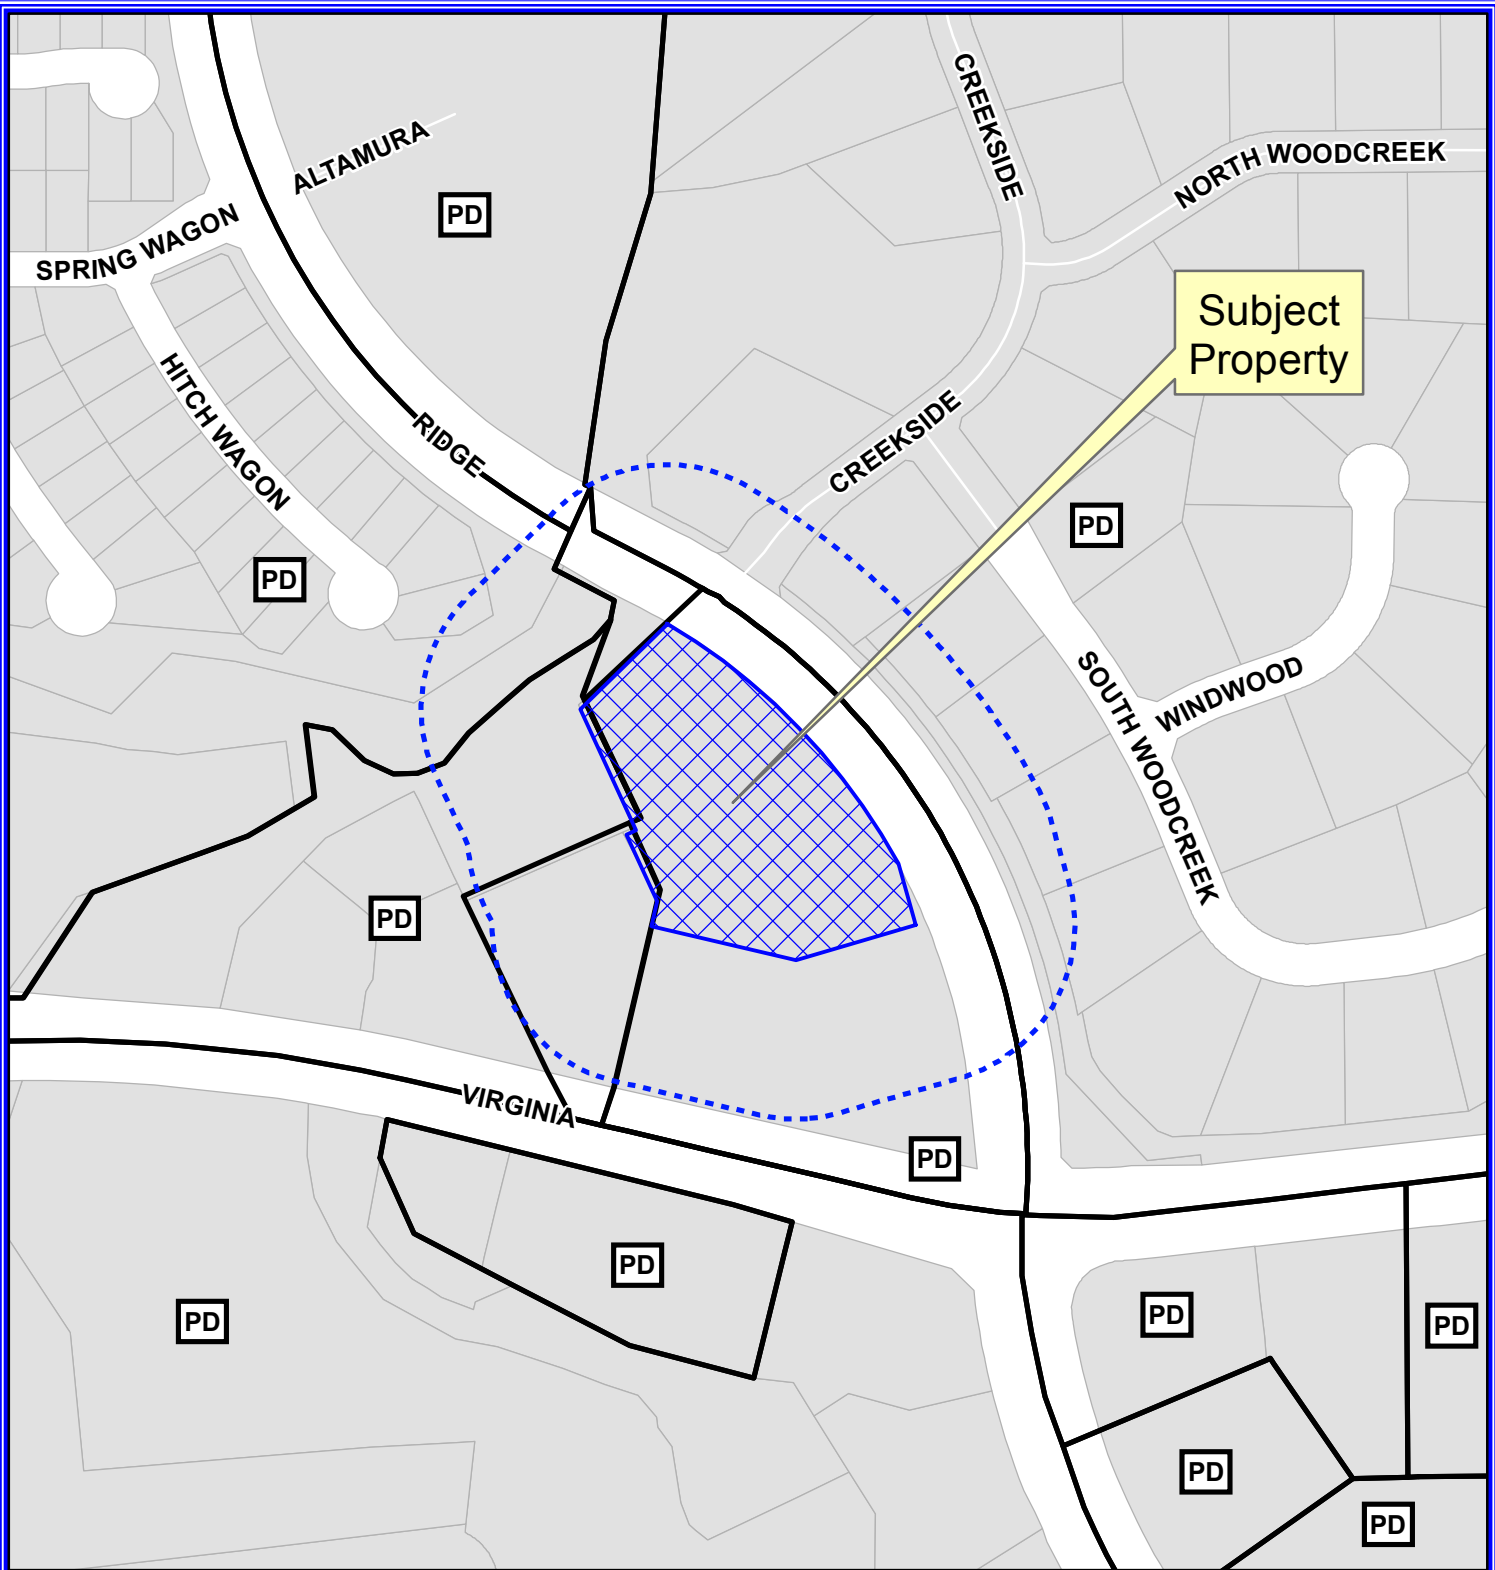 CREEKSIDE
NORTH WOODCREEK
ALTAMURA
PD
SPRING WAGON
Subject
Property
HITCH WAGON
RIDGE
CREEKSIDE
PD
PD
SOUTH WOODCREEK
WINDWOOD
PD
VIRGINIA
PD
PD
PD
PD
PD
PD
PD